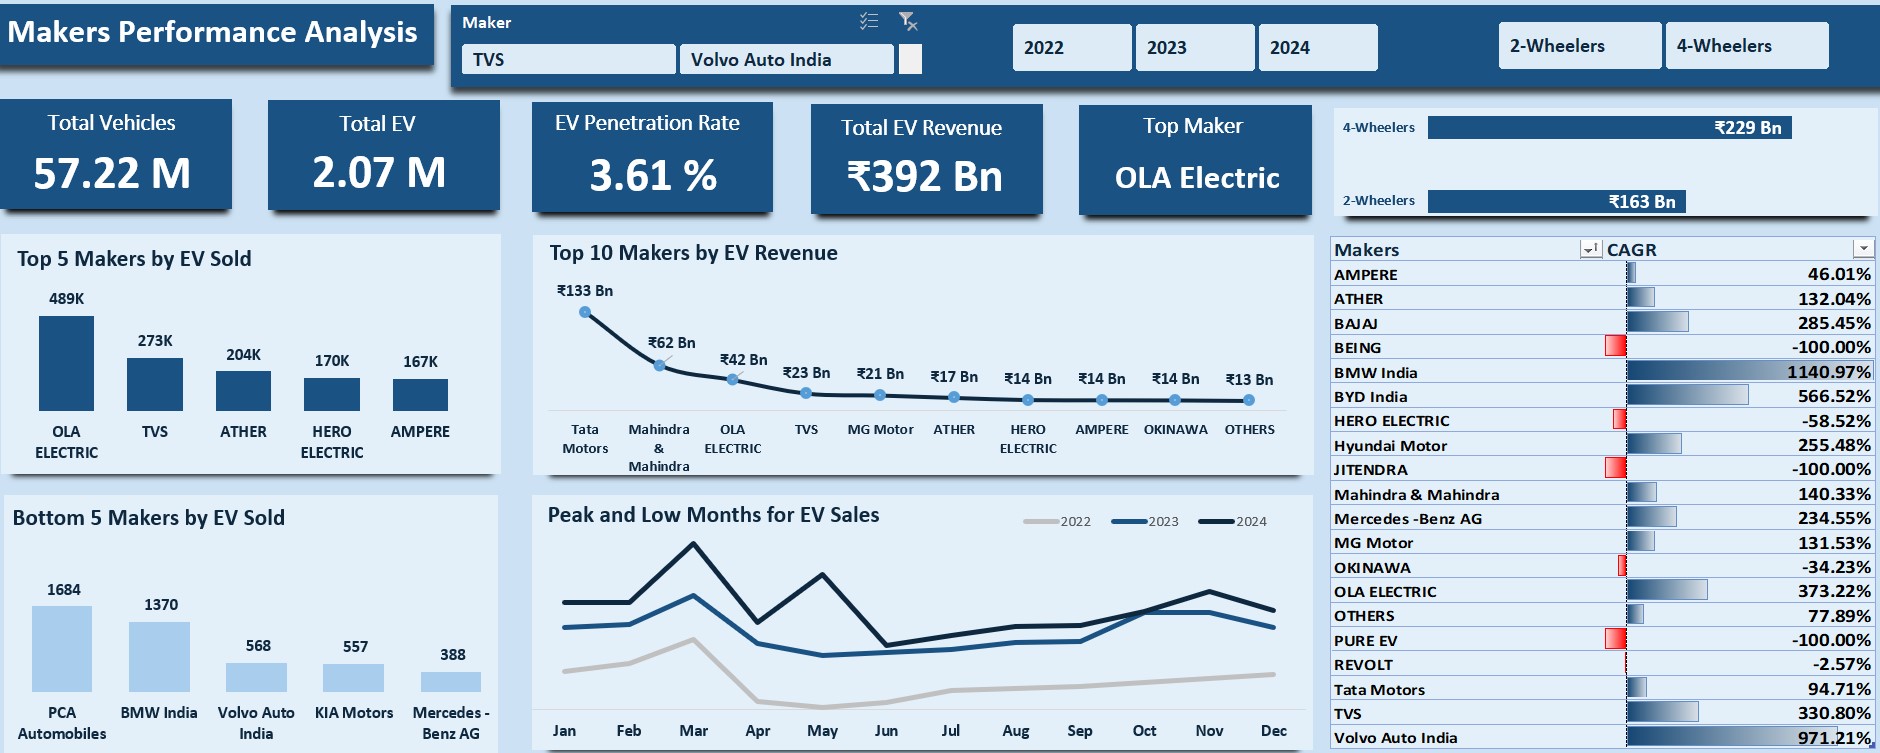 Makers Performance Analysis
Maker
TVS
Volvo Auto India
2022
2023
2024
2-Wheelers
4-Wheelers
Total Vehicles
57.22 M
Total EV
2.07 M
EV Penetration Rate
3.61 %
Total EV Revenue
₹392 Bn
Top Maker
OLA Electric
4-Wheelers ₹229 Bn
2-Wheelers ₹163 Bn
Top 5 Makers by EV Sold
489K
273K
204K
170K
167K
OLA
ELECTRIC
TVS
ATHER
HERO
ELECTRIC
AMPERE
Top 10 Makers by EV Revenue
₹133 Bn
₹62 Bn
₹42 Bn
₹23 Bn
₹21 Bn
₹17 Bn
₹14 Bn
₹14 Bn
₹14 Bn
₹13 Bn
Tata
Motors
Mahindra
&
Mahindra
OLA
ELECTRIC
TVS
MG Motor
ATHER
HERO
ELECTRIC
AMPERE
OKINAWA
OTHERS
Bottom 5 Makers by EV Sold
1684
1370
568
557
388
PCA
Automobiles
BMW India
Volvo Auto
India
KIA Motors
Mercedes -
Benz AG
Peak and Low Months for EV Sales
2022
2023
2024
Jan Feb Mar Apr May Jun Jul Aug Sep Oct Nov Dec
Makers CAGR
AMPERE 46.01%
ATHER 132.04%
BAJAJ 285.45%
BEING -100.00%
BMW India 1140.97%
BYD India 566.52%
HERO ELECTRIC -58.52%
Hyundai Motor 255.48%
JITENDRA -100.00%
Mahindra & Mahindra 140.33%
Mercedes -Benz AG 234.55%
MG Motor 131.53%
OKINAWA -34.23%
OLA ELECTRIC 373.22%
OTHERS 77.89%
PURE EV -100.00%
REVOLT -2.57%
Tata Motors 94.71%
TVS 330.80%
Volvo Auto India 971.21%